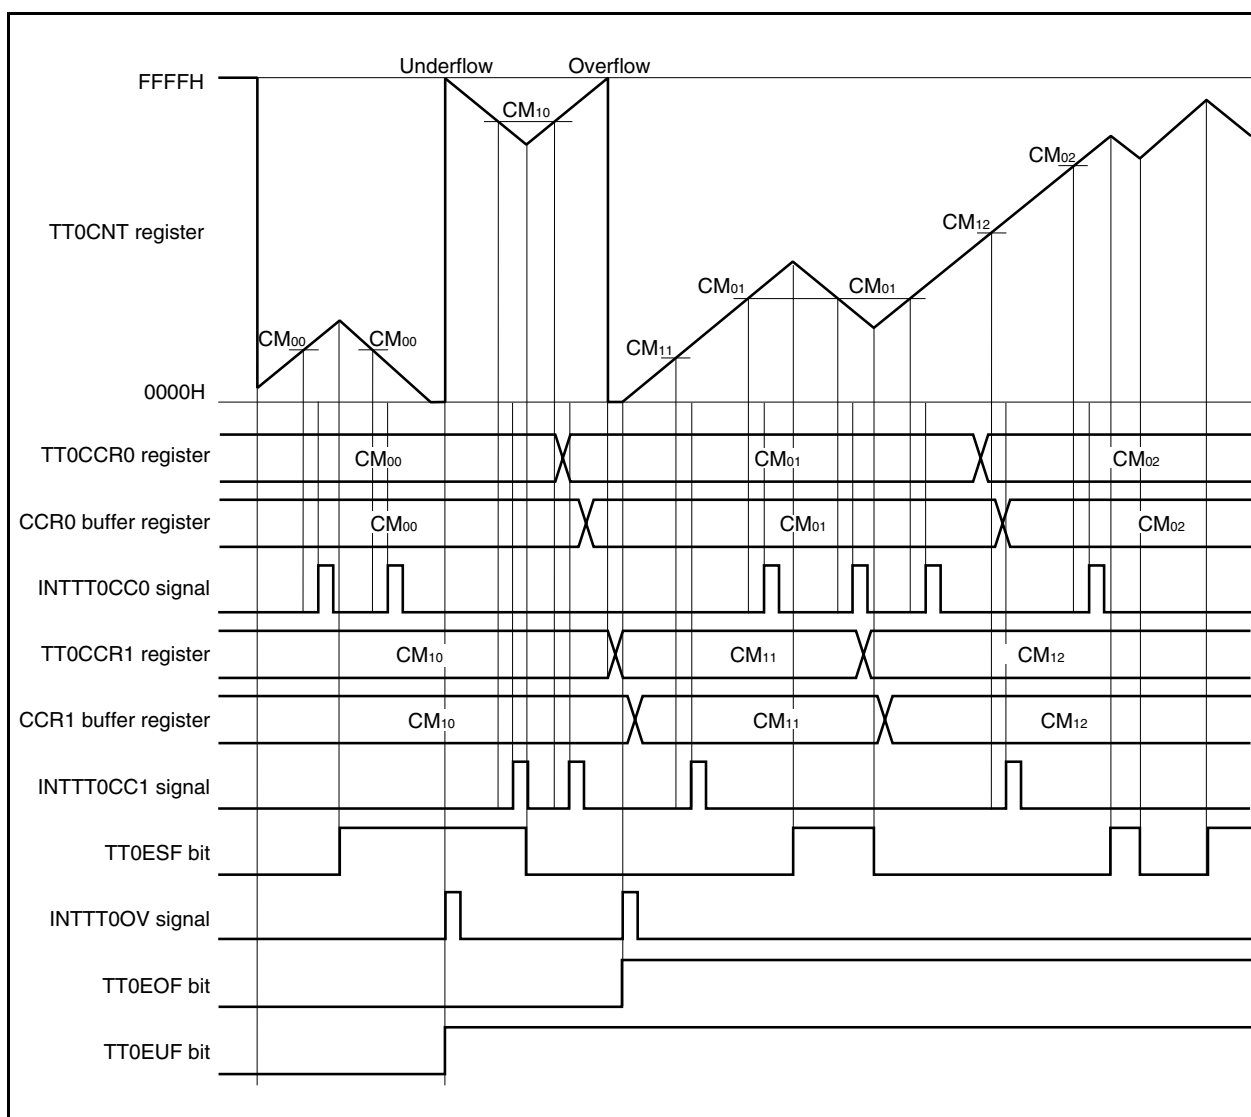 Underflow Overflow
FFFFH
CM10
CM02
CM12
TT0CNT register
CM01 CM01
CM00 CM00
CM11
0000H
TT0CCR0 register
CM00 CM01 CM02
CCR0 buffer register
CM00 CM01 CM02
INTTT0CC0 signal
TT0CCR1 register
CM10 CM11 CM12
CCR1 buffer register
CM10 CM11 CM12
INTTT0CC1 signal
TT0ESF bit
INTTT0OV signal
TT0EOF bit
TT0EUF bit